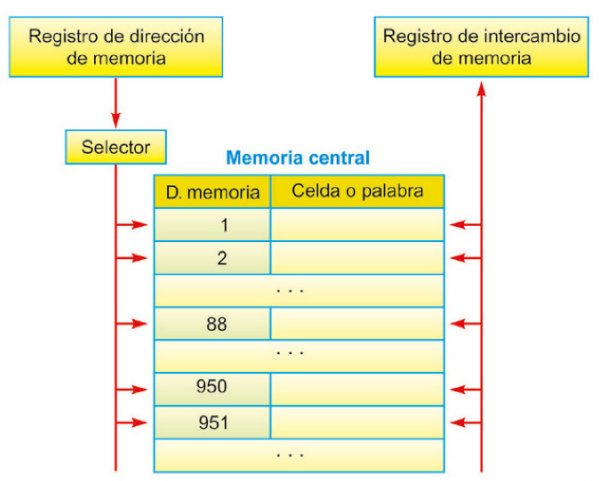 Registro de dirección
de memoria
Registro de intercambio
de memoria
Selector
Memoria central
D. memoria Celda o palabra
1
2
. . .
88
. . .
950
951
. . .